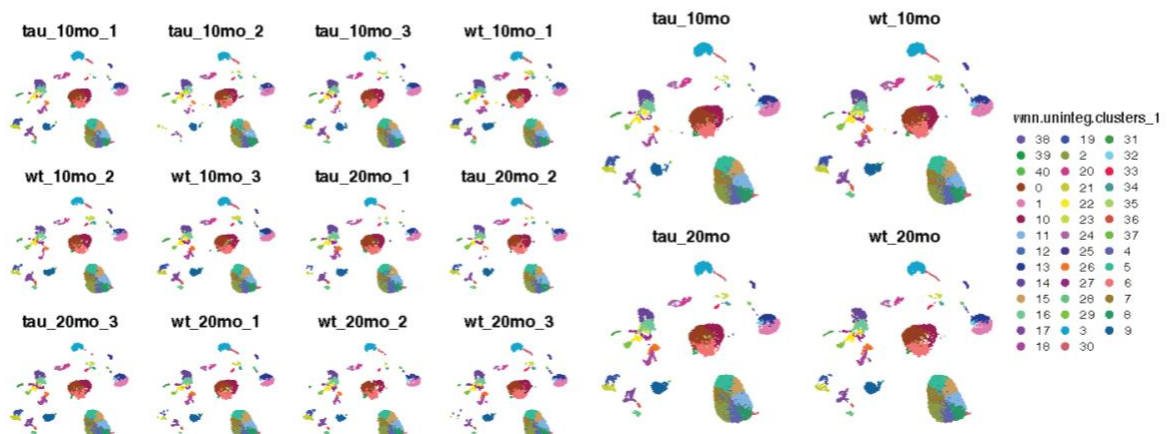 tau_10mo_1 tau_10mo_2 tau_10mo_3 wt_10mo_1
wt_10mo_2 wt_10mo_3 tau_20mo_1 tau_20mo_2
tau_20mo_3 wt_20mo_1 wt_20mo_2 wt_20mo_3
tau_10mo wt_10mo
tau_20mo wt_20mo
wnn.uninteg.clusters_1
38 19 31
39 2 32
40 20 33
0 21 34
1 22 35
10 23 36
11 24 37
12 25 4
13 26 5
14 27 6
15 28 7
16 29 8
17 3 9
18 30